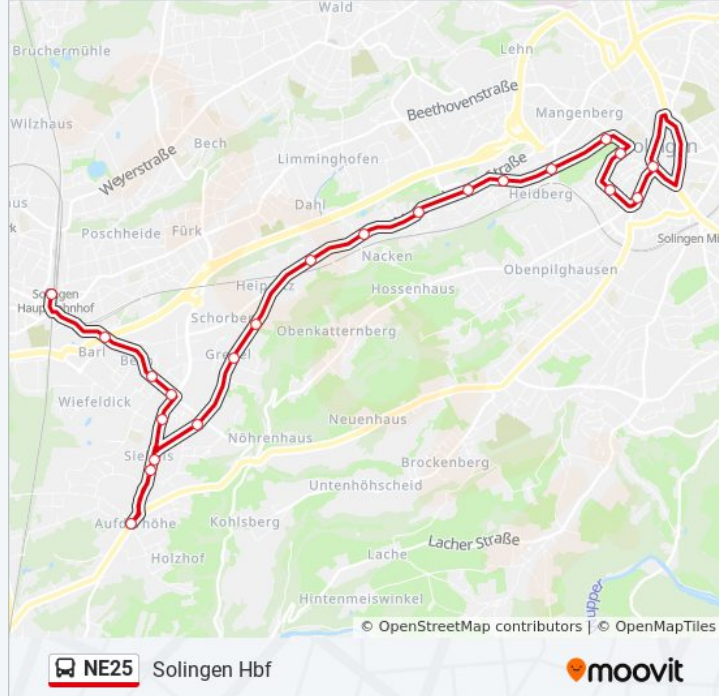 Wald
Bruchermühle
Lehn
Beethovenstraße
Mangenberg
Wilzhaus
Bech
Limminghofen
Weyerstraße
Heidberg
Dahl
Poschheide
Fürk
Solingen Mi
Nacken
Obenpilghausen
Hossenhaus
Solingen
Schorberg
Obenkatternberg
Barl
Wiefeldick
Neuenhaus
Nöhrenhaus
Brockenberg
Untenhöhscheid
Kohlsberg
Lacher Straße
Holzhof
Lache
Hintenmeiswinkel
upper
© OpenStreetMap contributors | © OpenMapTiles
NE25 Solingen Hbf
moovit